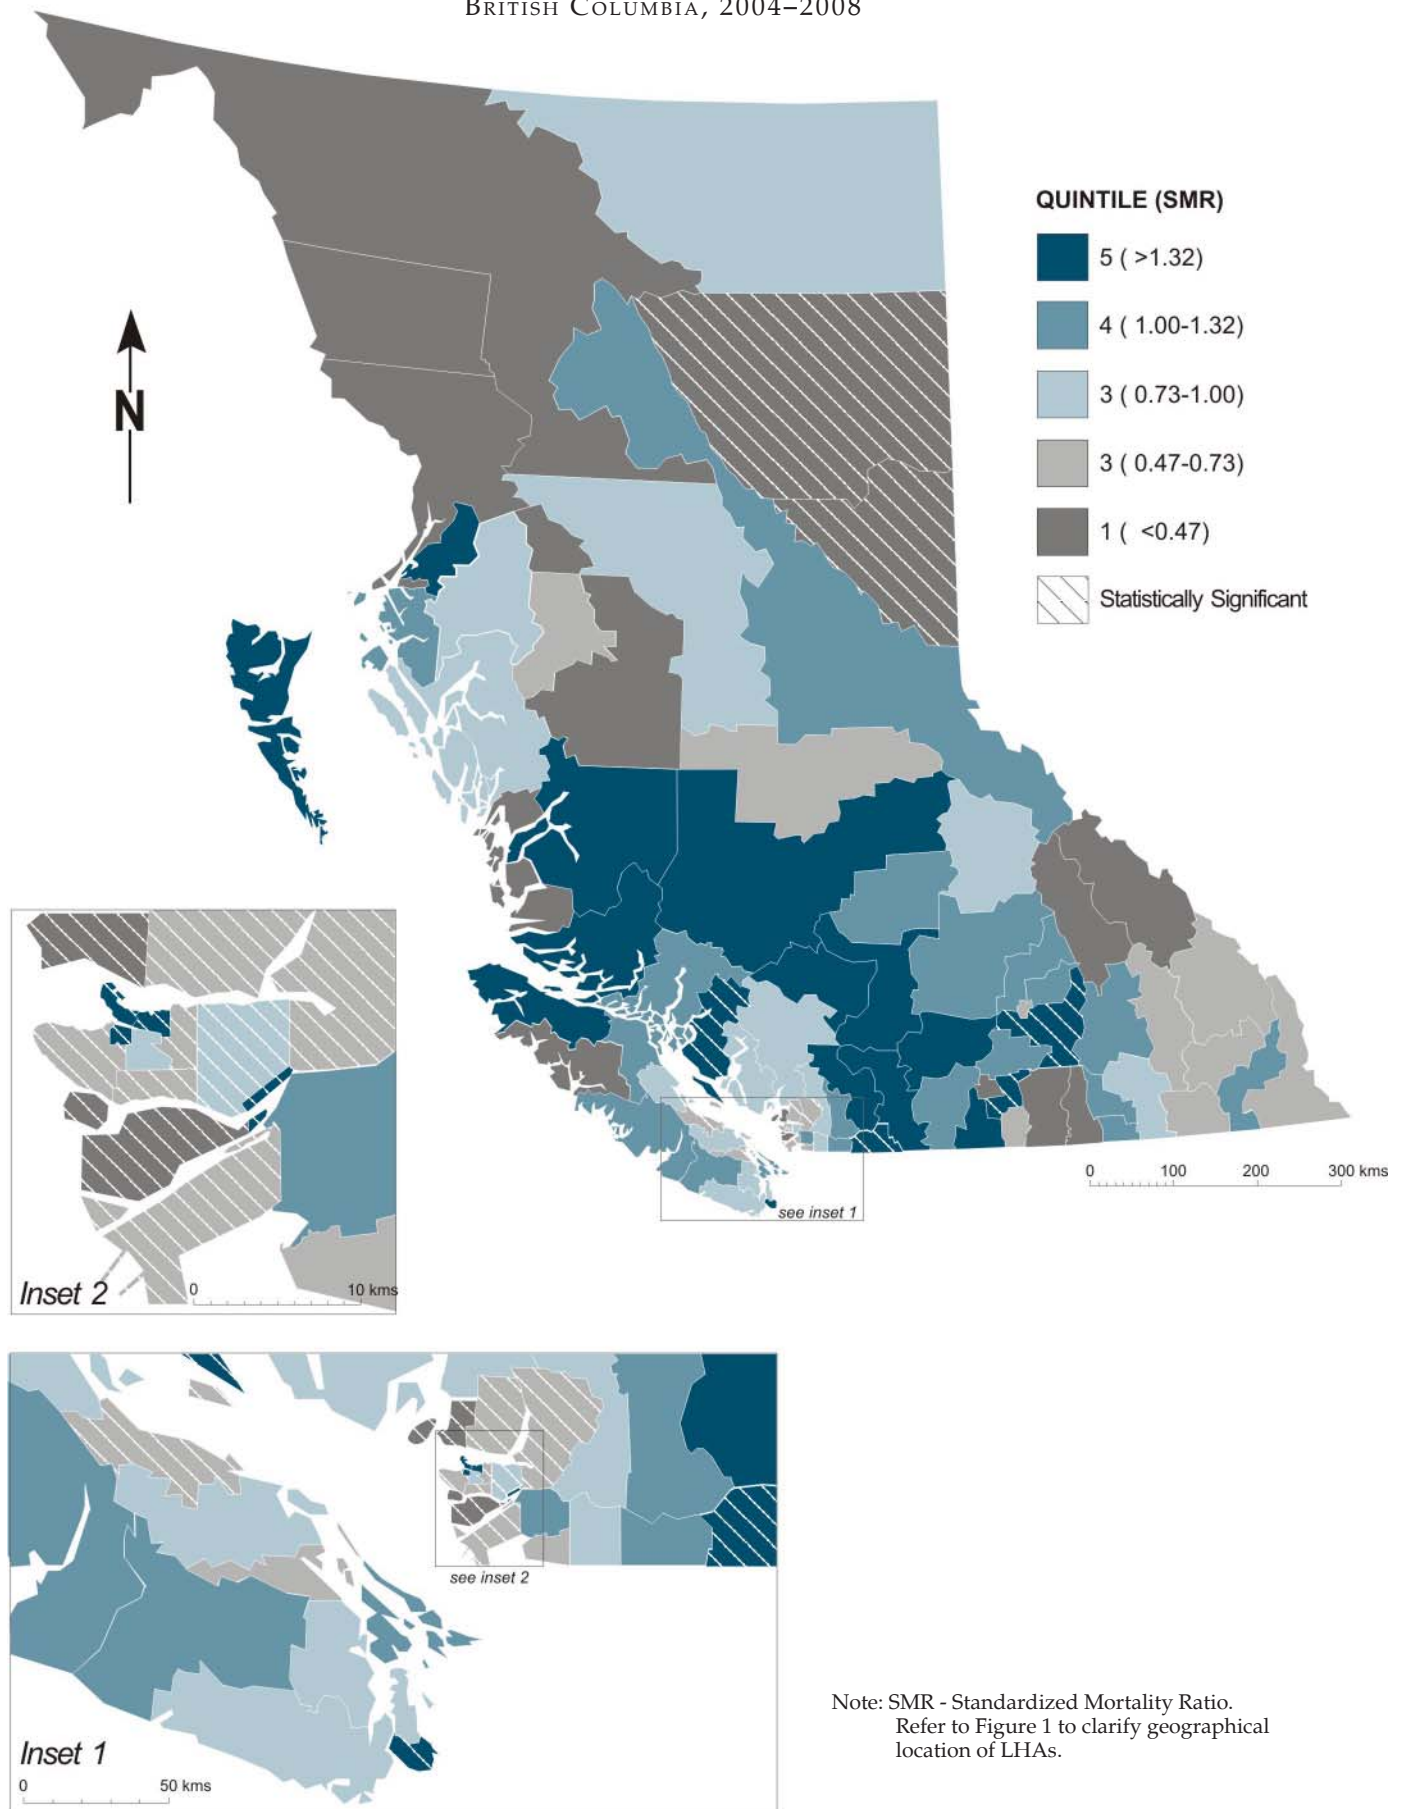 BRITISH COLUMBIA, 2004–2008
QUINTILE (SMR)
5 ( >1.32)
4 ( 1.00-1.32)
3 ( 0.73-1.00)
3 ( 0.47-0.73)
1 ( <0.47)
Statistically Significant
N
0 100 200 300 kms
see inset 1
Inset 2
0 10 kms
see inset 2
Inset 1
0 50 kms
Note: SMR - Standardized Mortality Ratio.
Refer to Figure 1 to clarify geographical
location of LHAs.